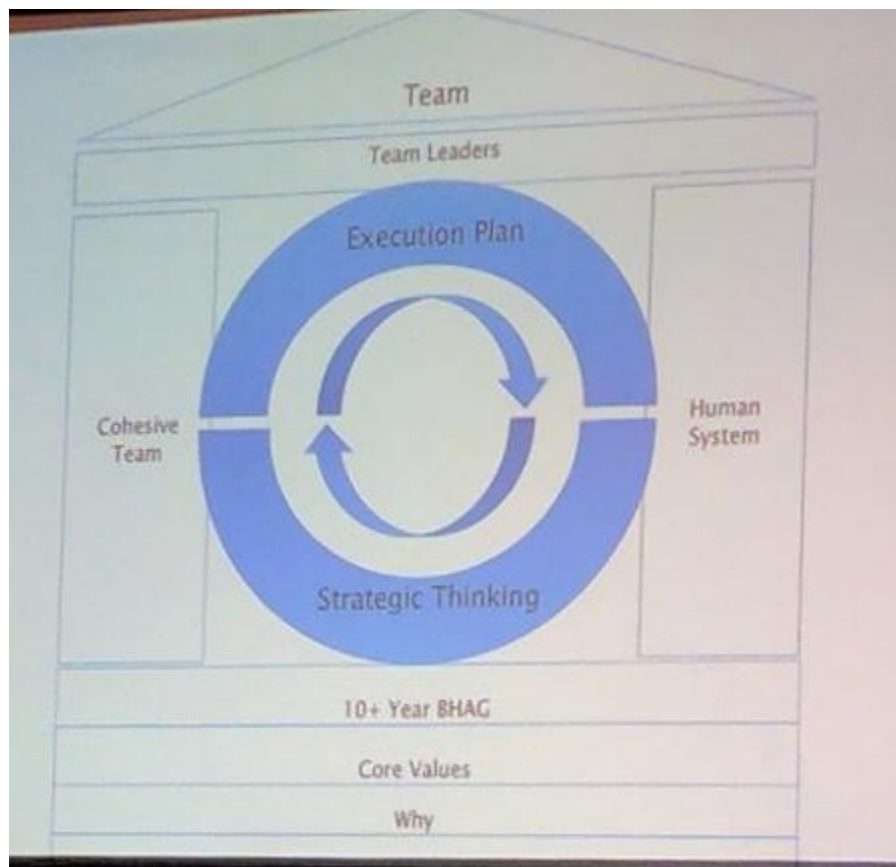 Team
Team Leaders
Execution Plan
Cohesive
Team
Human
System
Strategic Thinking
10+ Year BHAG
Core Values
Why